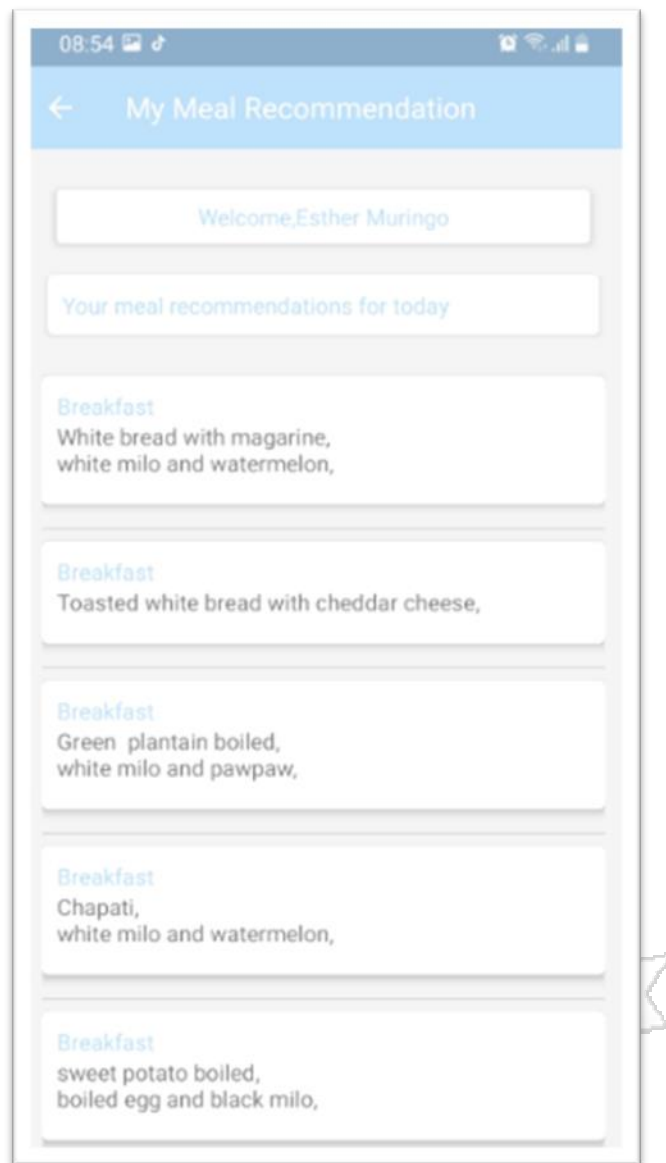 08:54
My Meal Recommendation
Welcome,Esther Muringo
Your meal recommendations for today
Breakfast
White bread with magarine,
white milo and watermelon,
Breakfast
Toasted white bread with cheddar cheese,
Breakfast
Green plantain boiled,
white milo and pawpaw,
Breakfast
Chapati,
white milo and watermelon,
Breakfast
sweet potato boiled,
boiled egg and black milo,